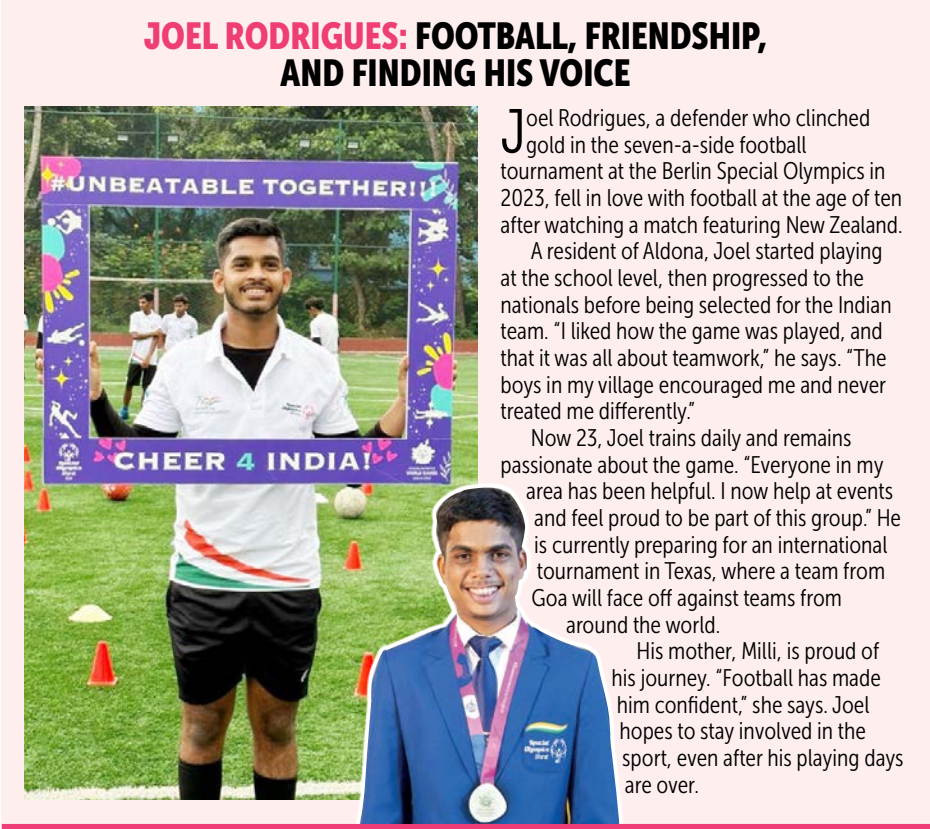 JOEL RODRIGUES: FOOTBALL, FRIENDSHIP,
AND FINDING HIS VOICE
#UNBEATABLE TOGETHER!!!
CHEER 4 INDIA!
Special
Olympics
Bharat
Joel Rodrigues, a defender who clinched
gold in the seven-a-side football
tournament at the Berlin Special Olympics in
2023, fell in love with football at the age of ten
after watching a match featuring New Zealand.
A resident of Aldona, Joel started playing
at the school level, then progressed to the
nationals before being selected for the Indian
team. “I liked how the game was played, and
that it was all about teamwork,” he says. “The
boys in my village encouraged me and never
treated me differently.”
Now 23, Joel trains daily and remains
passionate about the game. “Everyone in my
area has been helpful. I now help at events
and feel proud to be part of this group.” He
is currently preparing for an international
tournament in Texas, where a team from
Goa will face off against teams from
around the world.
His mother, Milli, is proud of
his journey. “Football has made
him confident,” she says. Joel
hopes to stay involved in the
sport, even after his playing days
are over.
Special
Olympics
Bharat